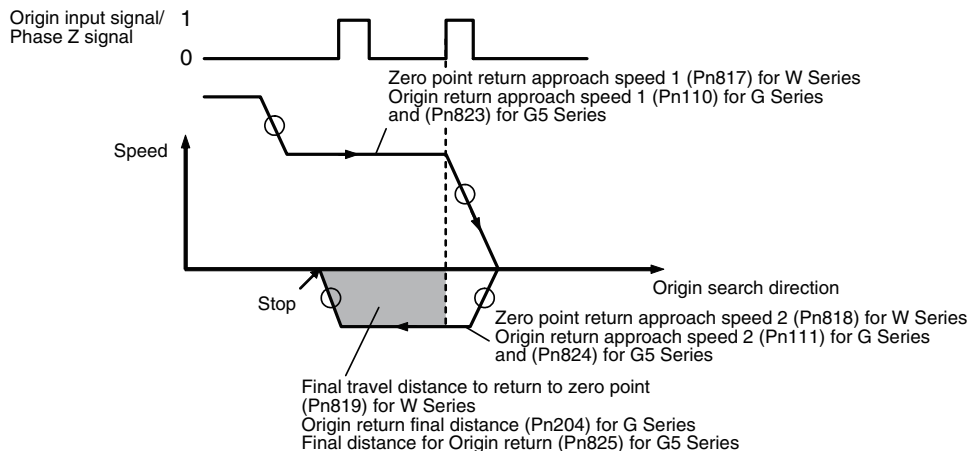 Origin input signal/
Phase Z signal
1
0
Zero point return approach speed 1 (Pn817) for W Series
Origin return approach speed 1 (Pn110) for G Series
and (Pn823) for G5 Series
Speed
Origin search direction
Stop
Zero point return approach speed 2 (Pn818) for W Series
Origin return approach speed 2 (Pn111) for G Series
and (Pn824) for G5 Series
Final travel distance to return to zero point
(Pn819) for W Series
Origin return final distance (Pn204) for G Series
Final distance for Origin return (Pn825) for G5 Series